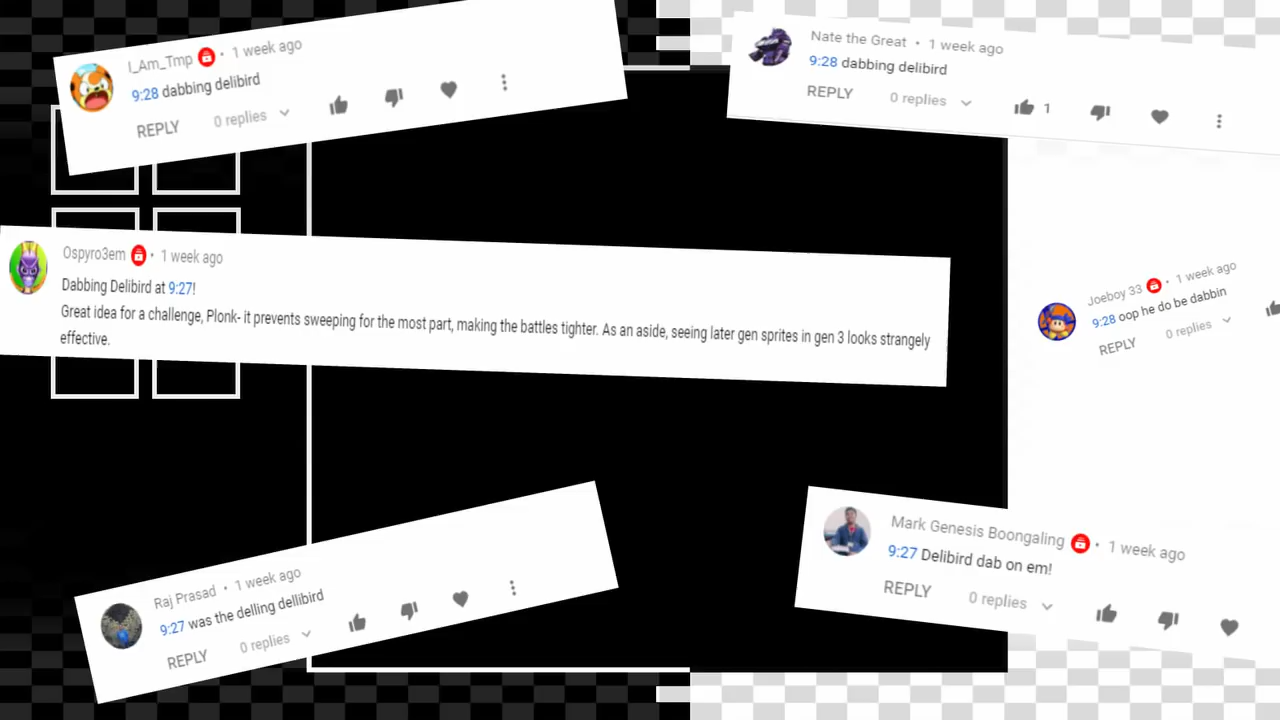 I_Am_Tmp • 1 week ago
9:28 dabbing delibird
REPLY 0 replies
Nate the Great • 1 week ago
9:28 dabbing delibird
REPLY 0 replies 1
Ospyro3em • 1 week ago
Dabbing Delibird at 9:27!
Great idea for a challenge, Plonk- it prevents sweeping for the most part, making the battles tighter. As an aside, seeing later gen sprites in gen 3 looks strangely
effective.
Joeboy 33 • 1 week ago
9:28 oop he do be dabbin
REPLY 0 replies
Raj Prasad • 1 week ago
9:27 was the delling dellibird
REPLY 0 replies
Mark Genesis Boongaling • 1 week ago
9:27 Delibird dab on em!
REPLY 0 replies